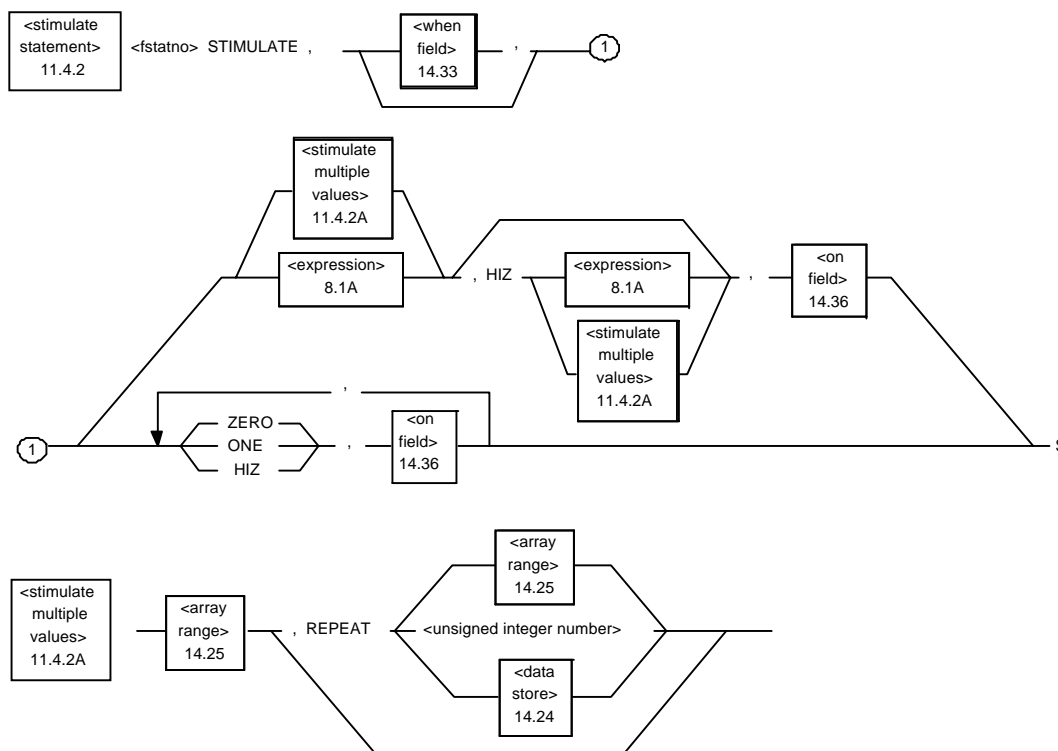 <stimulate
statement>
11.4.2
<fstatno> STIMULATE ,
<when
field>
14.33
,
1
<stimulate
multiple
values>
11.4.2A
<expression>
8.1A
, HIZ
<expression>
8.1A
<stimulate
multiple
values>
11.4.2A
,
<on
field>
14.36
,
1
ZERO
ONE
HIZ
,
<on
field>
14.36
<stimulate
multiple
values>
11.4.2A
<array
range>
14.25
, REPEAT
<array
range>
14.25
<unsigned integer number>
<data
store>
14.24